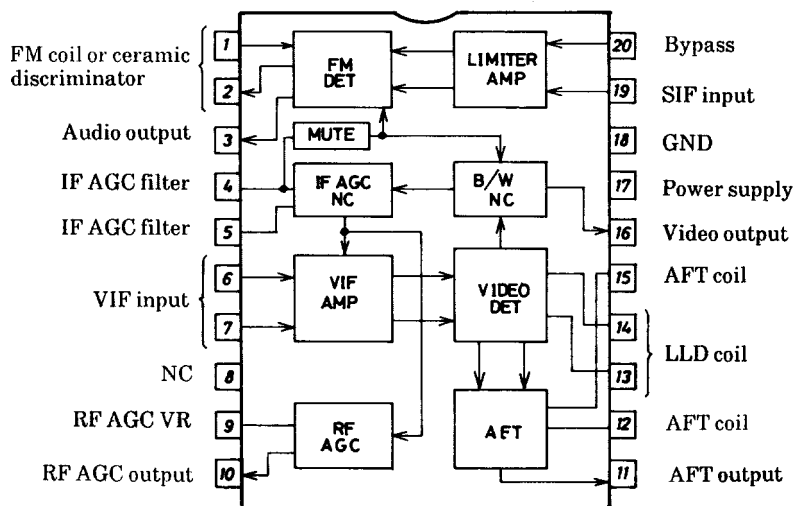 FM coil or ceramic
discriminator
Audio output
IF AGC filter
IF AGC filter
VIF input
NC
RF AGC VR
RF AGC output
1
2
3
4
5
6
7
8
9
10
FM
DET
LIMITER
AMP
MUTE
IF AGC
NC
B/W
NC
VIF
AMP
VIDEO
DET
RF
AGC
AFT
20
19
18
17
16
15
14
13
12
11
Bypass
SIF input
GND
Power supply
Video output
AFT coil
LLD coil
AFT coil
AFT output